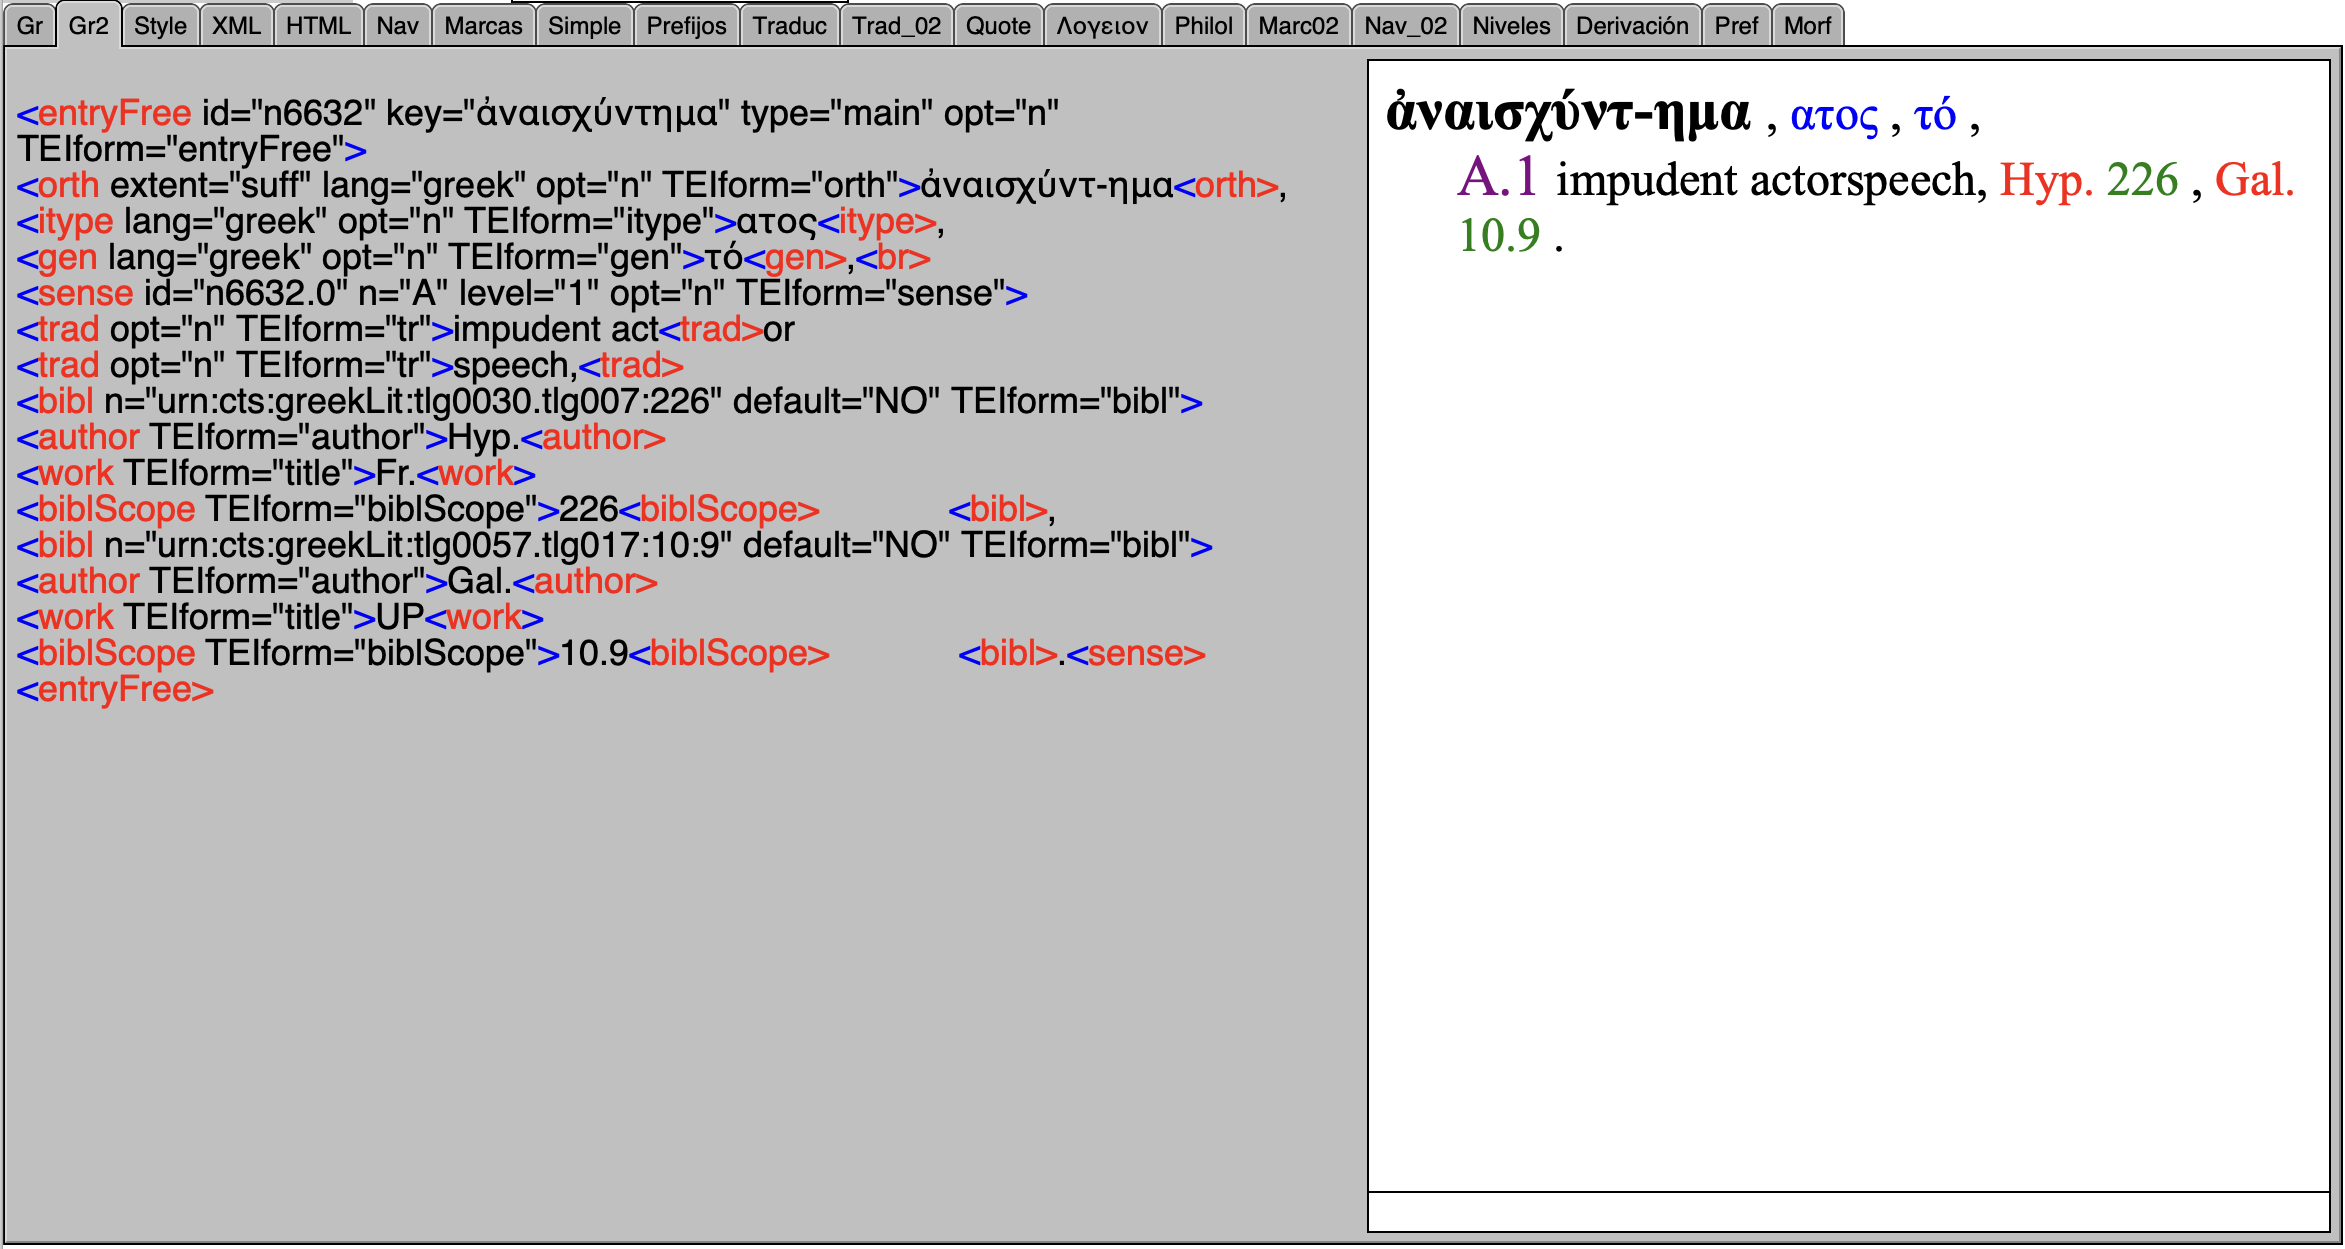 Gr Gr2 Style XML HTML Nav Marcas Simple Prefijos Traduc Trad_02 Quote Λογειον Philol Marc02 Nav_02 Niveles Derivación Pref Morf
<entryFree id="n6632" key="ἀναισχύντημα" type="main" opt="n"
TEIform="entryFree">
<orth extent="suff" lang="greek" opt="n" TEIform="orth">ἀναισχύντ-ημα<orth>,
<itype lang="greek" opt="n" TEIform="itype">ατος<itype>,
<gen lang="greek" opt="n" TEIform="gen">τό<gen>,<br>
<sense id="n6632.0" n="A" level="1" opt="n" TEIform="sense">
<trad opt="n" TEIform="tr">impudent act<trad>or
<trad opt="n" TEIform="tr">speech,<trad>
<bibl n="urn:cts:greekLit:tlg0030.tlg007:226" default="NO" TEIform="bibl">
<author TEIform="author">Hyp.<author>
<work TEIform="title">Fr.<work>
<biblScope TEIform="biblScope">226<biblScope> <bibl>,
<bibl n="urn:cts:greekLit:tlg0057.tlg017:10:9" default="NO" TEIform="bibl">
<author TEIform="author">Gal.<author>
<work TEIform="title">UP<work>
<biblScope TEIform="biblScope">10.9<biblScope> <bibl>.<sense>
<entryFree>
ἀναισχύντ-ημα , ατος , τό ,
A.1 impudent actorspeech, Hyp. 226 , Gal.
10.9 .